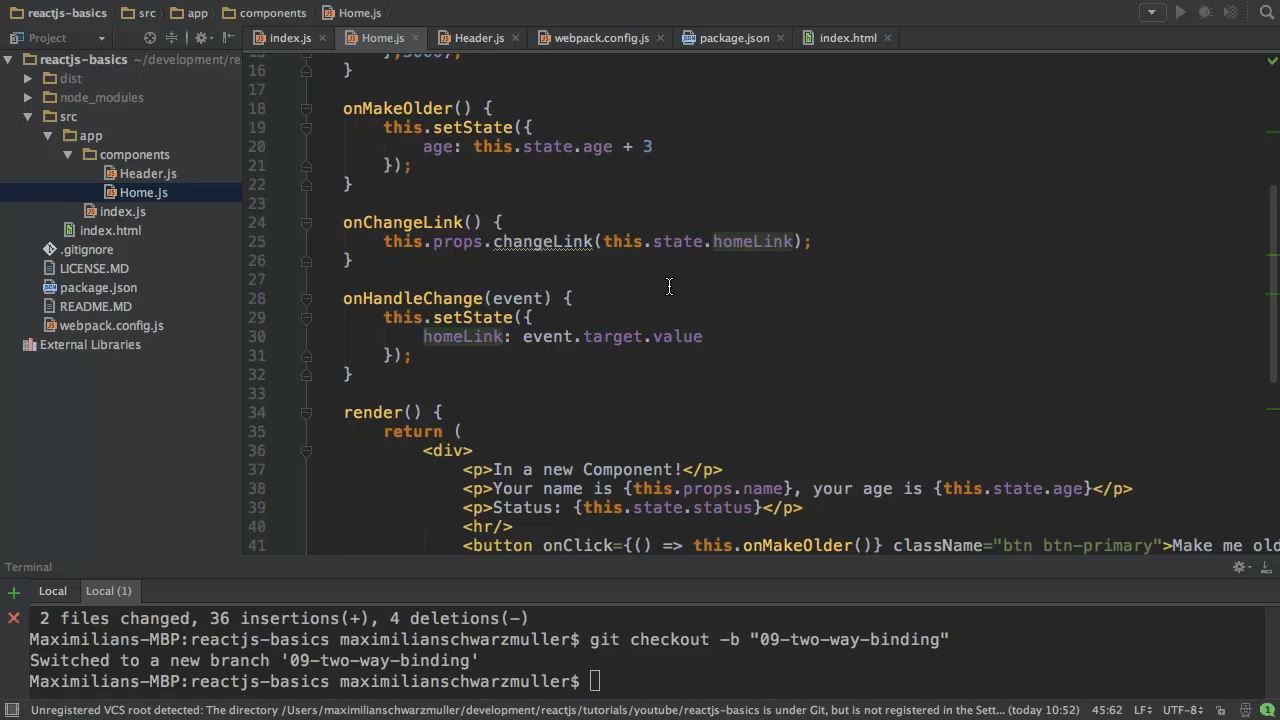 reactjs-basics src app components Home.js
Project index.js Home.js Header.js webpack.config.js package.json index.html
reactjs-basics ~/development/re
dist
node_modules
src
app
components
Header.js
Home.js
index.js
index.html
.gitignore
LICENSE.MD
package.json
README.MD
webpack.config.js
External Libraries
16 }
17
18 onMakeOlder() {
19 this.setState({
20 age: this.state.age + 3
21 });
22 }
23
24 onChangeLink() {
25 this.props.changeLink(this.state.homeLink);
26 }
27
28 onHandleChange(event) {
29 this.setState({
30 homeLink: event.target.value
31 });
32 }
33
34 render() {
35 return (
36 <div>
37 <p>In a new Component!</p>
38 <p>Your name is {this.props.name}, your age is {this.state.age}</p>
39 <p>Status: {this.state.status}</p>
40 <hr/>
41 <button onClick={() => this.onMakeOlder()} className="btn btn-primary">Make me old
Terminal
Local Local (1)
2 files changed, 36 insertions(+), 4 deletions(-)
Maximilians-MBP:reactjs-basics maximilianschwarzmuller$ git checkout -b "09-two-way-binding"
Switched to a new branch '09-two-way-binding'
Maximilians-MBP:reactjs-basics maximilianschwarzmuller$
Unregistered VCS root detected: The directory /Users/maximilianschwarzmuller/development/reactjs/tutorials/youtube/reactjs-basics is under Git, but is not registered in the Sett... (today 10:52) 45:62 LF÷ UTF-8÷ 1